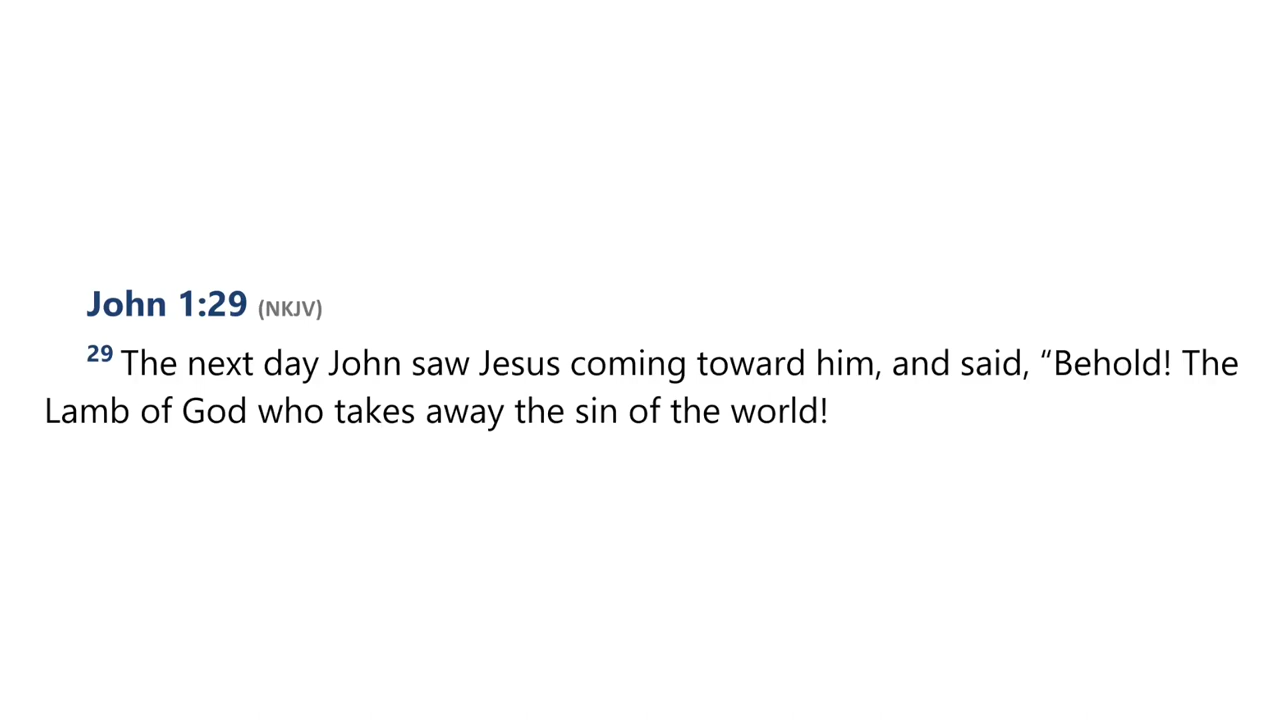 John 1:29 (NKJV)
29 The next day John saw Jesus coming toward him, and said, “Behold! The
Lamb of God who takes away the sin of the world!